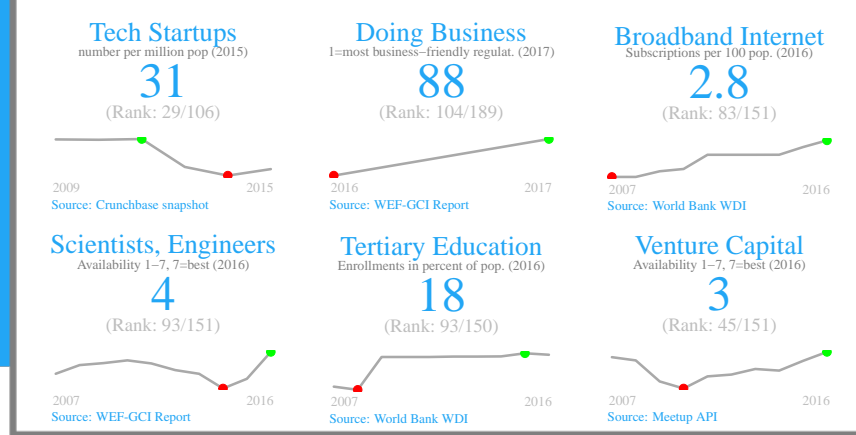 Tech Startups
number per million pop (2015)
31
(Rank: 29/106)
2009 2015
Source: Crunchbase snapshot
Doing Business
1=most business–friendly regulat. (2017)
88
(Rank: 104/189)
2016 2017
Source: WEF-GCI Report
Broadband Internet
Subscriptions per 100 pop. (2016)
2.8
(Rank: 83/151)
2007 2016
Source: World Bank WDI
Scientists, Engineers
Availability 1–7, 7=best (2016)
4
(Rank: 93/151)
2007 2016
Source: WEF-GCI Report
Tertiary Education
Enrollments in percent of pop. (2016)
18
(Rank: 93/150)
2007 2016
Source: World Bank WDI
Venture Capital
Availability 1–7, 7=best (2016)
3
(Rank: 45/151)
2007 2016
Source: Meetup API